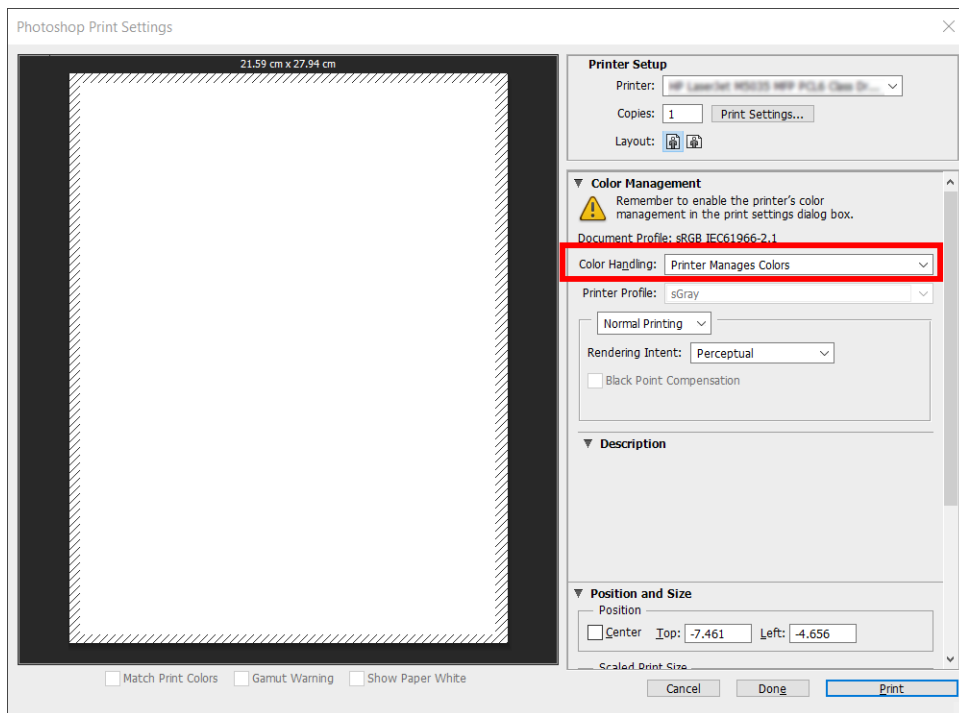 Photoshop Print Settings
21.59 cm x 27.94 cm
Printer Setup
Printer:
Copies: 1 Print Settings...
Layout:
Color Management
Remember to enable the printer's color
management in the print settings dialog box.
Document Profile: sRGB IEC61966-2.1
Color Handling: Printer Manages Colors
Printer Profile: sGray
Normal Printing
Rendering Intent: Perceptual
Black Point Compensation
Description
Position and Size
Position
Center Top: -7.461 Left: -4.656
Scaled Print Size
Match Print Colors Gamut Warning Show Paper White
Cancel Done Print